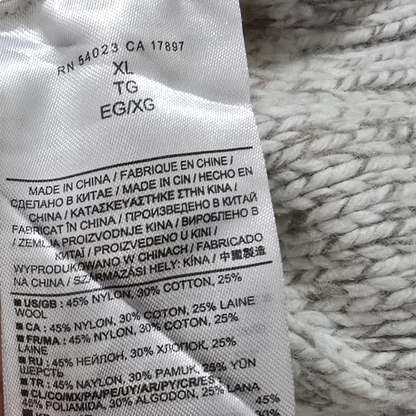 RN 54023 CA 17897
XL
TG
EG/XG
MADE IN CHINA / FABRIQUE EN CHINE /
СДЕЛАНО В КИТАЕ / MADE IN CIN / HECHO EN
CHINA / ΚΑΤΑΣΚΕΥΑΣΤΗΚΕ ΣΤΗΝ ΚΙΝΑ /
FABRICAT ÎN CHINA / ПРОИЗВЕДЕНО В КИТАЙ
/ ZEMLJA PROIZVODNJE KINA / ВИРОБЛЕНО В
КИТАЇ / PROIZVEDENO U KINI /
WYPRODUKOWANO W CHINACH / FABRICADO
NA CHINA / SZÁRMAZÁSI HELY: KÍNA / 中國製造
■ US/GB : 45% NYLON, 30% COTTON, 25%
WOOL
■ CA : 45% NYLON, 30% COTON, 25% LAINE
■ FR/MA : 45% NYLON, 30% COTON, 25%
LAINE
■ RU : 45% НЕЙЛОН, 30% ХЛОПОК, 25%
ШЕРСТЬ
■ TR : 45% NAYLON, 30% PAMUK, 25% YÜN
■ CL/CO/MX/PA/PE/UY/AR/PY/CR/ES :
45% POLIAMIDA, 30% ALGODON, 25% LANA
45%